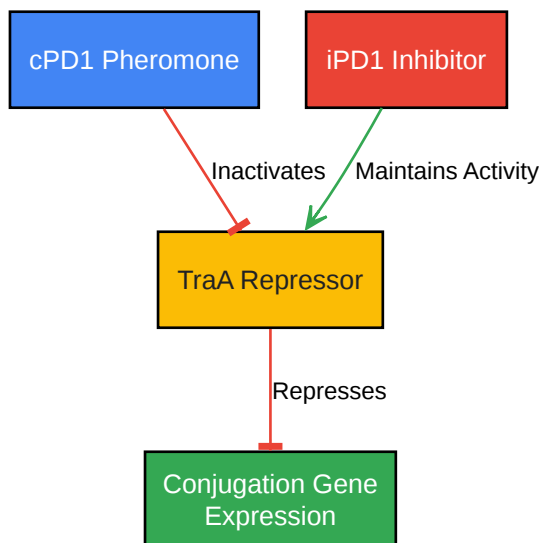 cPD1 Pheromone
iPD1 Inhibitor
Inactivates
Maintains Activity
TraA Repressor
Represses
Conjugation Gene
Expression